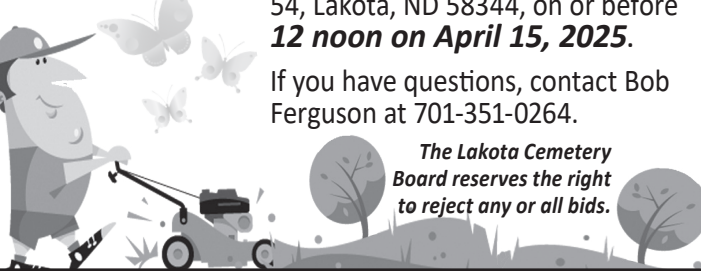 54, Lakota, ND 58344, on or before
12 noon on April 15, 2025.
If you have questions, contact Bob
Ferguson at 701-351-0264.
The Lakota Cemetery
Board reserves the right
to reject any or all bids.